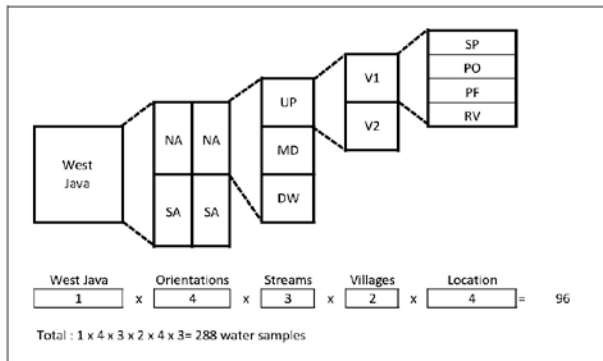 SP
PO
PF
RV
V1
V2
UP
MD
DW
NA NA
SA SA
West
Java
West Java Orientations Streams Villages Location
1 x 4 x 3 x 2 x 4 = 96
Total : 1 x 4 x 3 x 2 x 4 x 3= 288 water samples